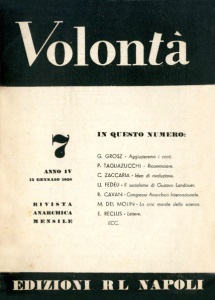 Volontà
IN QUESTO NUMERO:
7
ANNO IV
15 GENNAIO 1950
G. GROSZ - Aggiusteremo i conti.
P. TAGLIAZUCCHI - Ricominciare.
C. ZACCARIA - Idee di rivoluzione.
U. FEDELI - Il socialismo di Gustavo Landauer.
R. CAVAN - Congresso Anarchico Internazionale.
M. DEL MOLIN - La crisi morale della scienza.
E. RECLUS - Lettere.
ECC.
RIVISTA
ANARCHICA
MENSILE
EDIZIONI RL NAPOLI